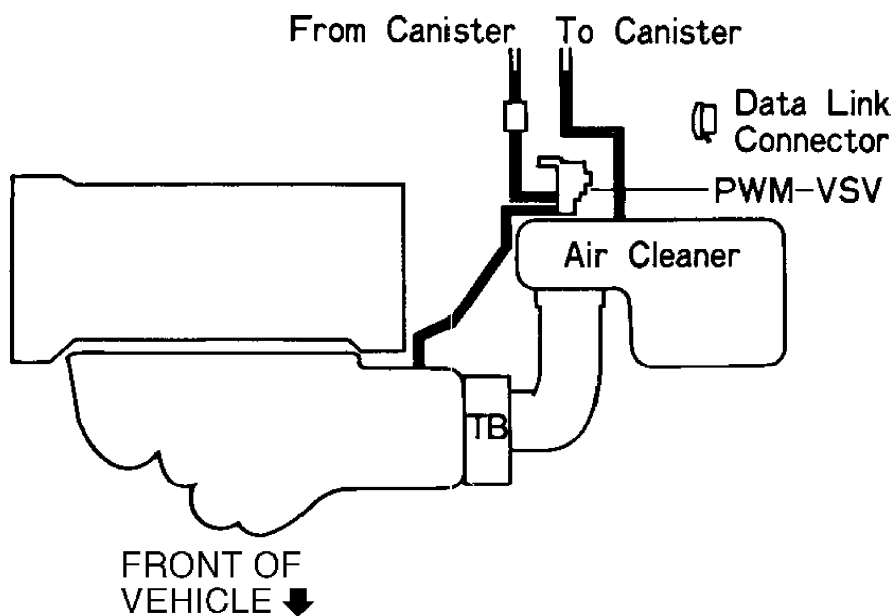 From Canister
To Canister
Data Link
Connector
PWM-VSV
Air Cleaner
TB
FRONT OF
VEHICLE